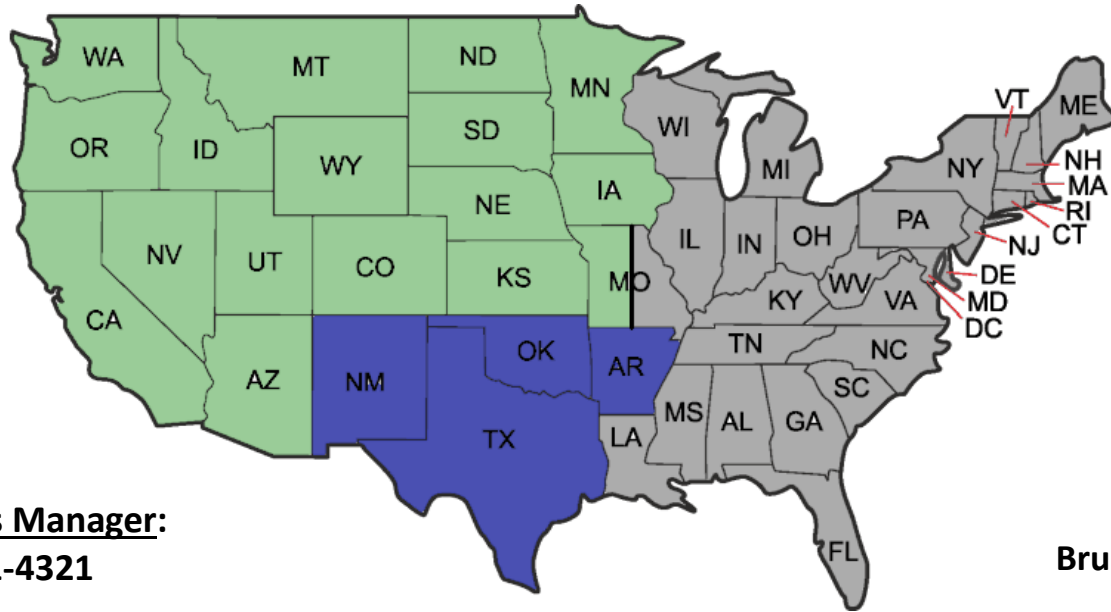 WA
MT
ND
MN
OR
ID
SD
WI
WY
MI
NY
VT
ME
NH
MA
RI
CT
NE
IA
PA
NJ
NV
UT
CO
KS
MO
IL
IN
OH
WV
DE
MD
DC
CA
KY
VA
AZ
NM
OK
AR
TN
NC
TX
LA
MS
AL
GA
SC
FL
s Manager:
-4321
Bru